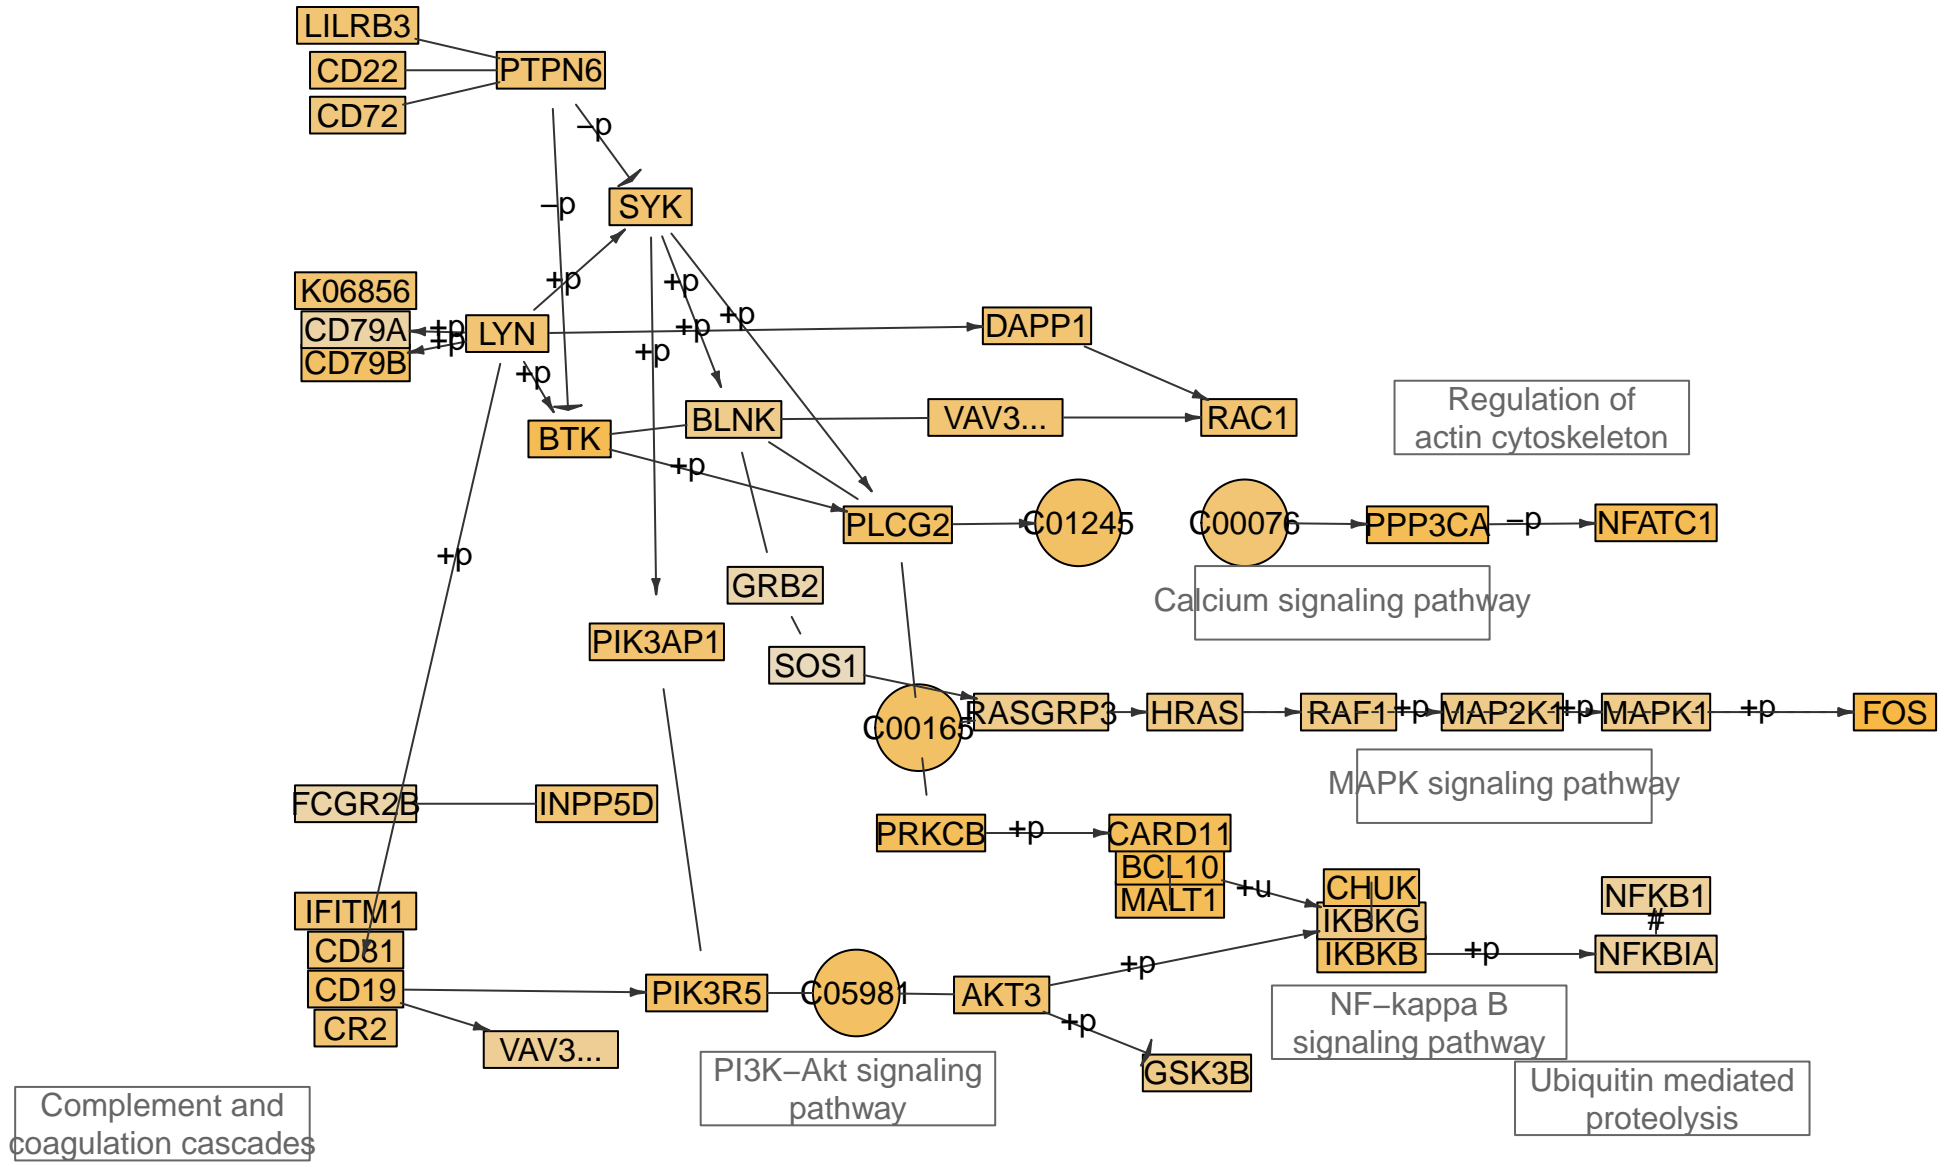 LILRB3
CD22
PTPN6
CD72
–p
SYK
–p
+p
+p
K06856
CD79A
CD79B
+p
+p
LYN
+p
+p
+p
DAPP1
+p
+p
BTK
BLNK
VAV3...
RAC1
Regulation of
actin cytoskeleton
+p
PLCG2
C01245
C00076
PPP3CA
–p
NFATC1
+p
GRB2
Calcium signaling pathway
PIK3AP1
SOS1
C00165
RASGRP3
HRAS
RAF1
+p
MAP2K1
+p
MAPK1
+p
FOS
MAPK signaling pathway
FCGR2B
INPP5D
PRKCB
+p
CARD11
BCL10
MALT1
+u
CHUK
IKBKG
IKBKB
NFKB1
#
NFKBIA
+p
IFITM1
CD81
CD19
CR2
PIK3R5
C05981
AKT3
+p
+p
VAV3...
GSK3B
NF–kappa B
signaling pathway
PI3K–Akt signaling
pathway
Ubiquitin mediated
proteolysis
Complement and
coagulation cascades